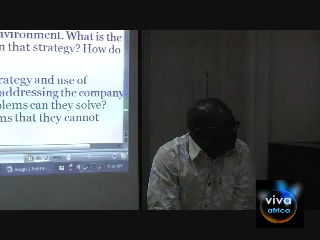 vironment. What is the
n that strategy? How do
rategy and use of
addressing the company
blems can they solve?
ms that they cannot
viva
africa